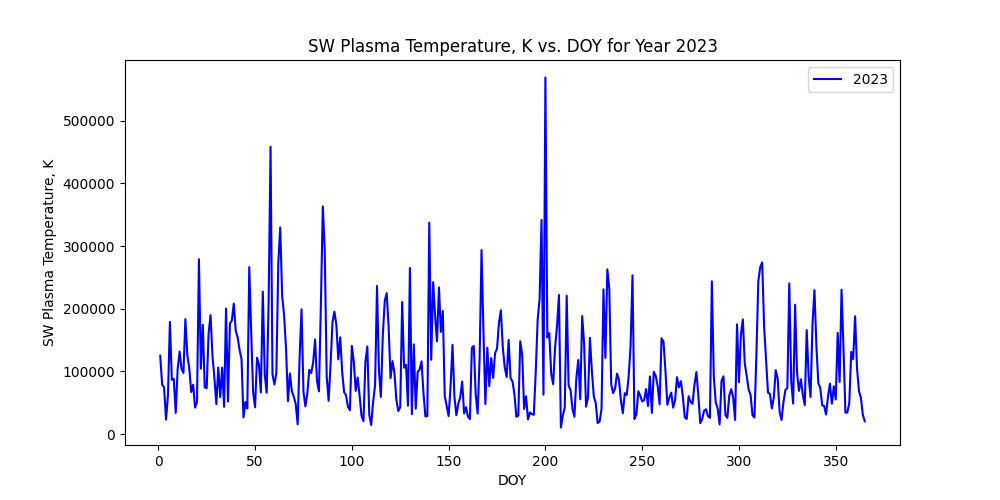 SW Plasma Temperature, K vs. DOY for Year 2023
2023
SW Plasma Temperature, K
500000
400000
300000
200000
100000
0
0 50 100 150 200 250 300 350
DOY